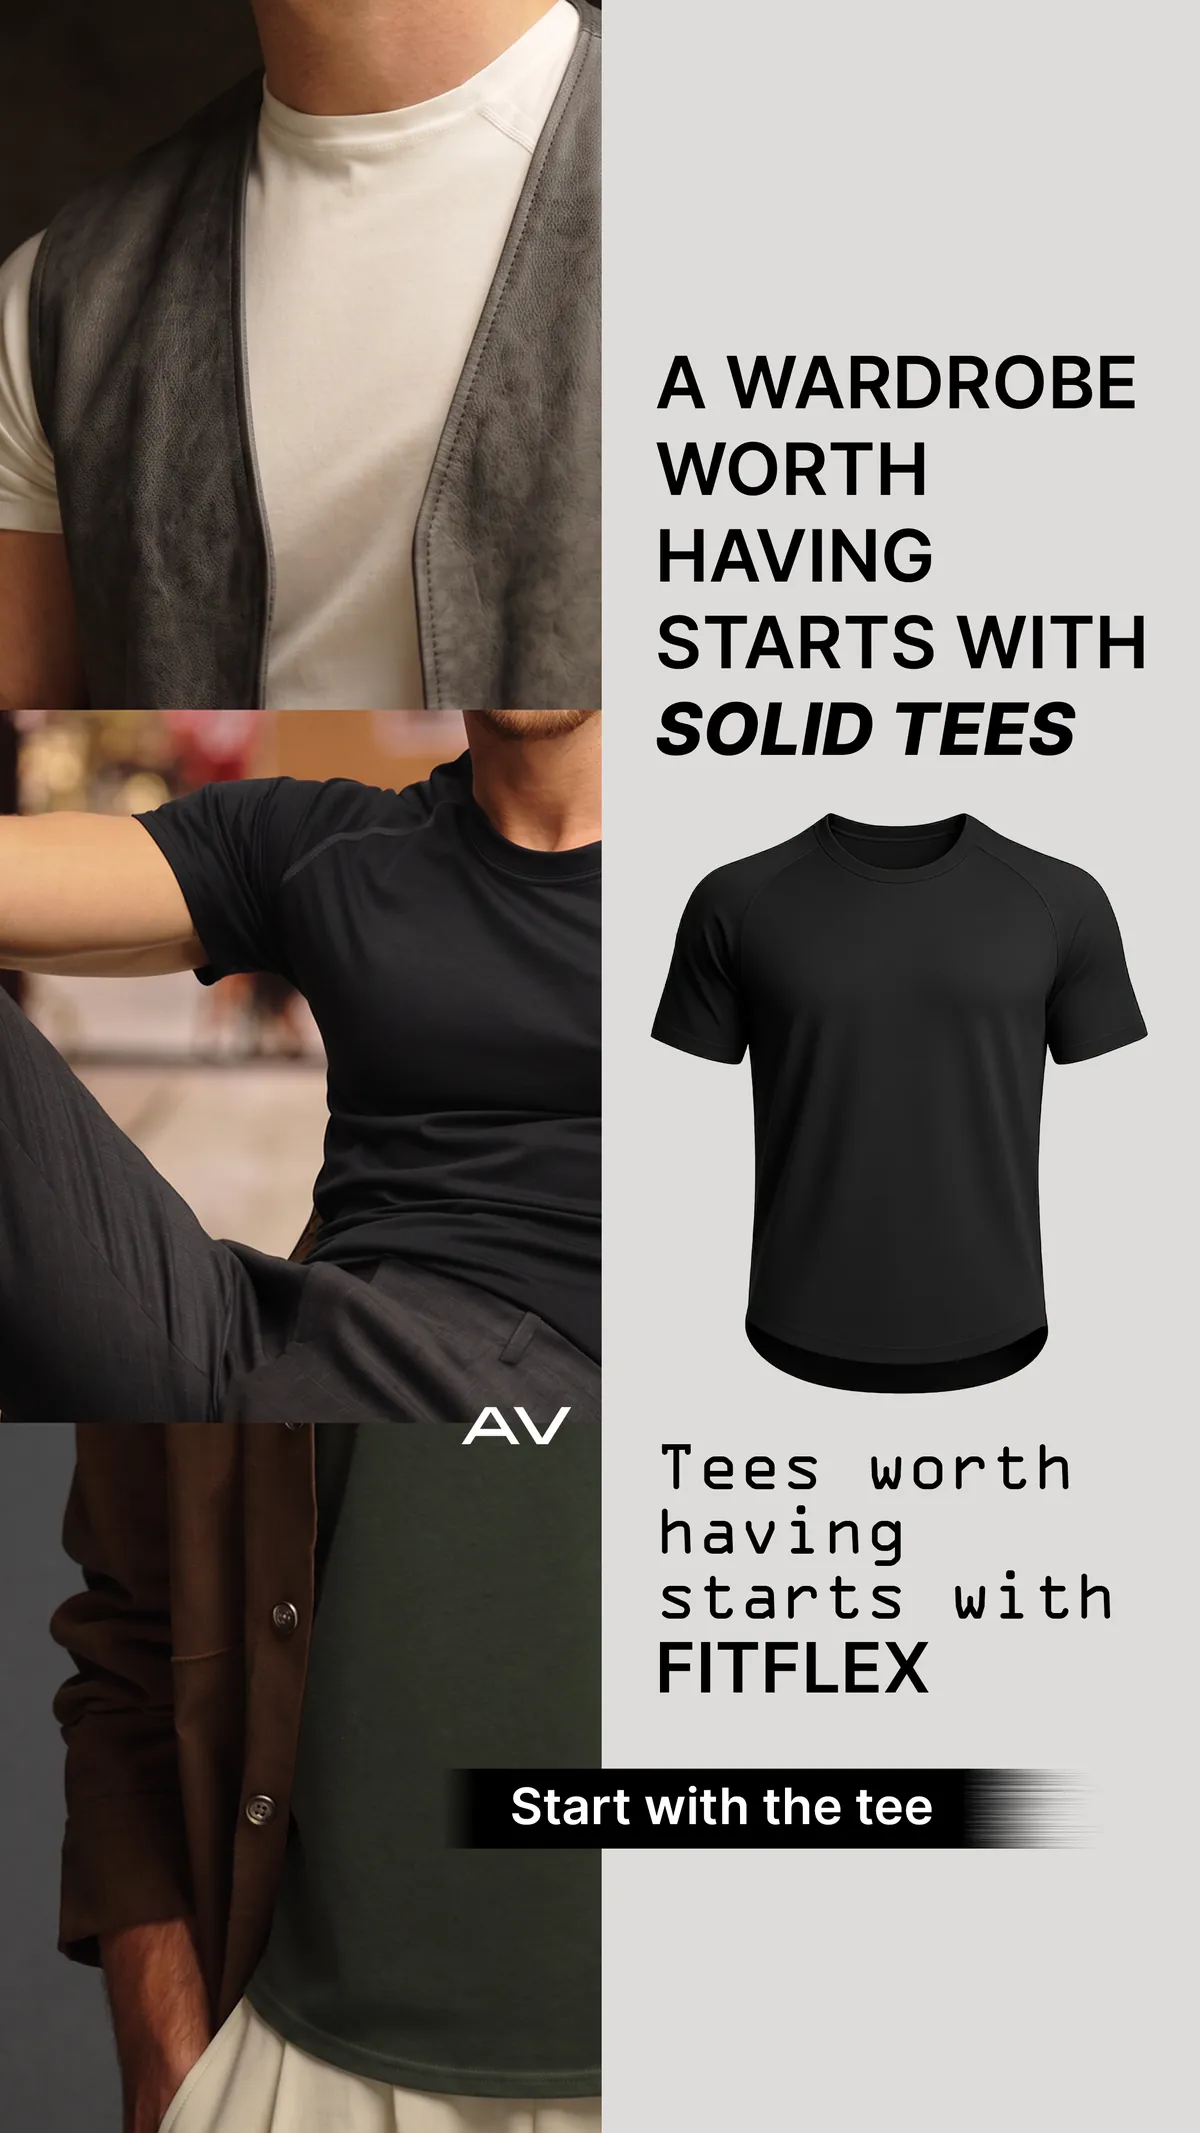 A WARDROBE
WORTH
HAVING
STARTS WITH
SOLID TEES
AV
Tees worth
having
starts with
FITFLEX
Start with the tee